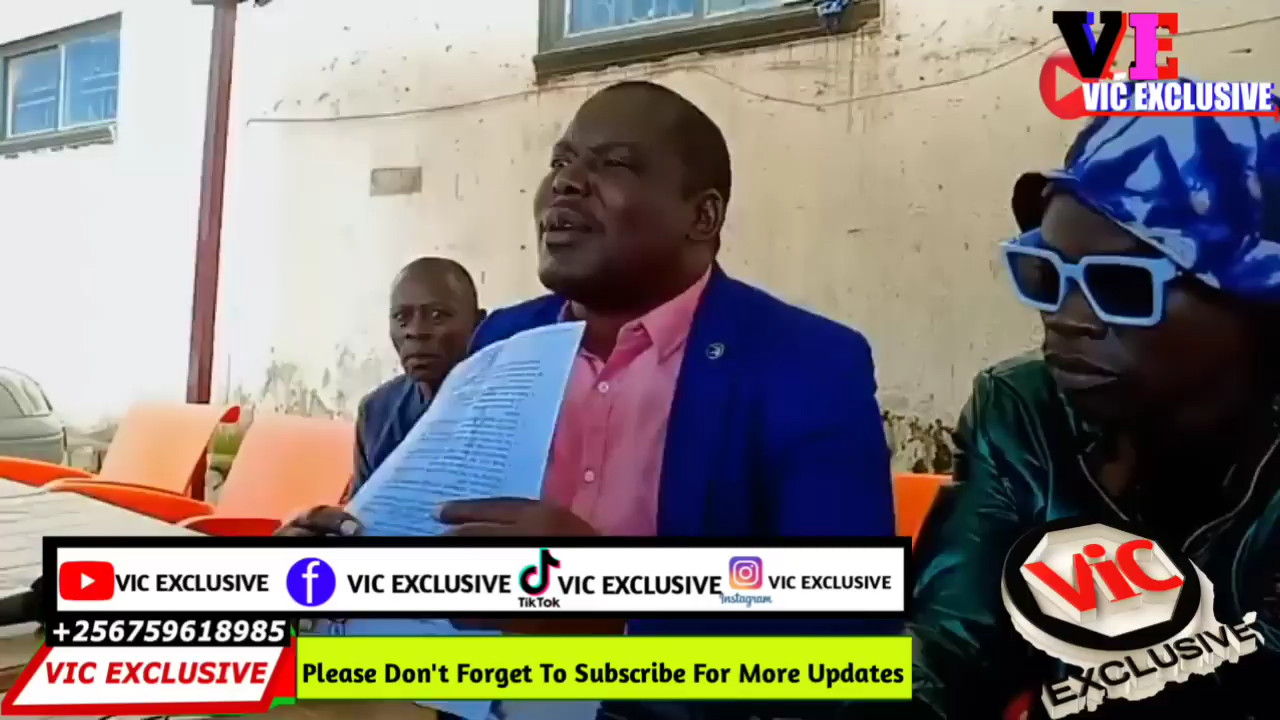 VE
VIC EXCLUSIVE
VIC EXCLUSIVE
VIC EXCLUSIVE
TikTok
VIC EXCLUSIVE
Instagram
VIC EXCLUSIVE
+256759618985
VIC EXCLUSIVE
Please Don't Forget To Subscribe For More Updates
ViC
EXCLUSIVE